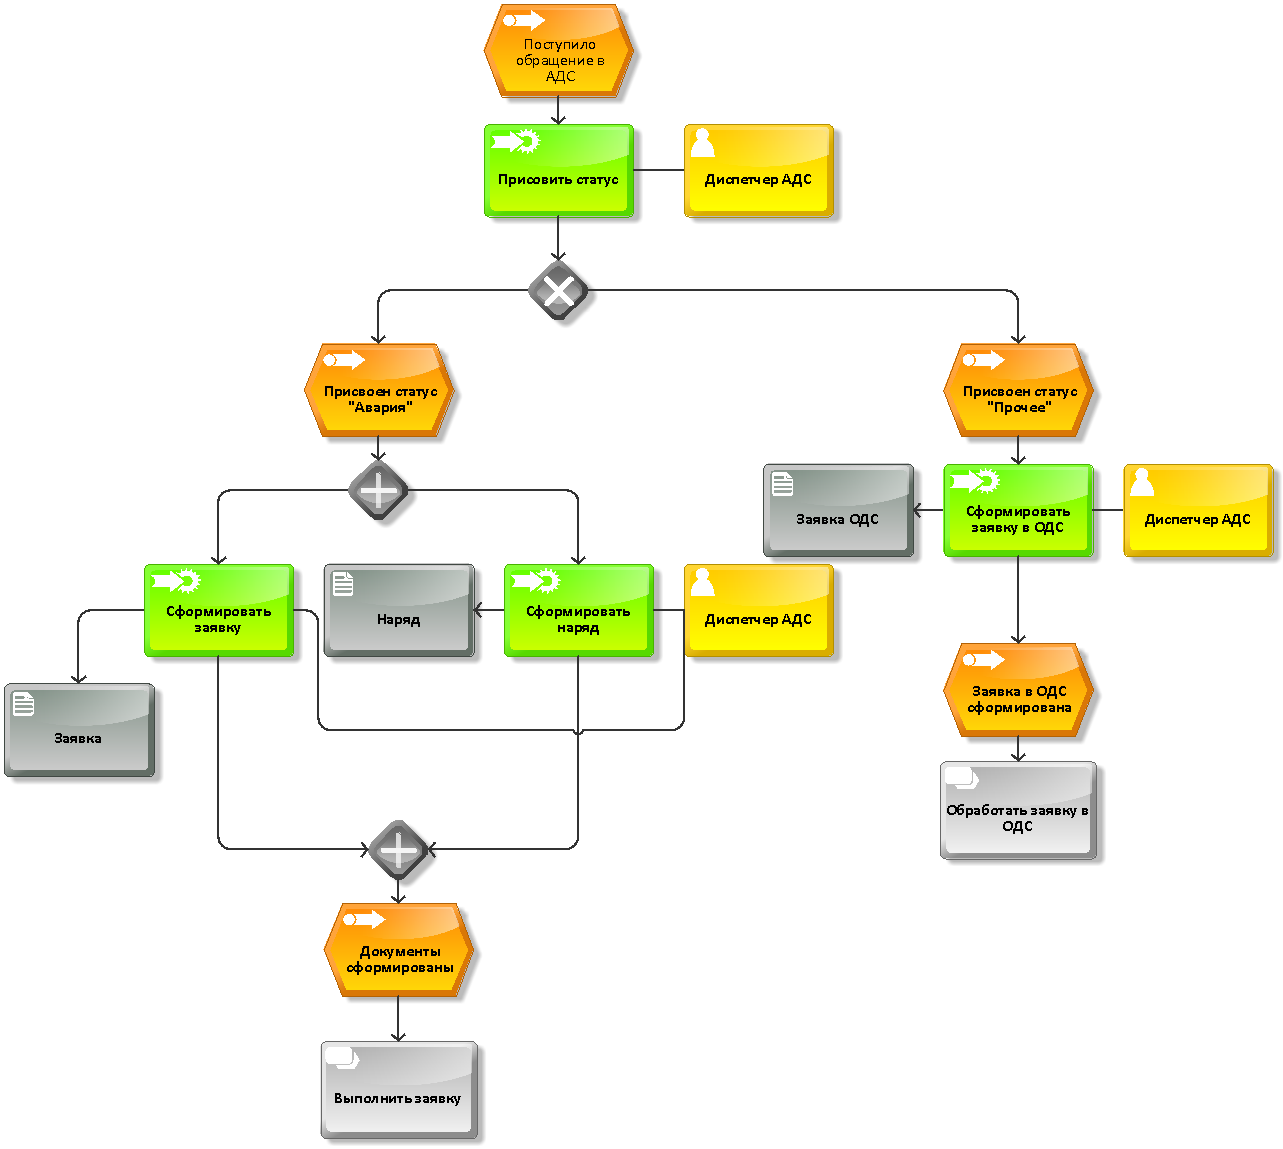 Поступило
обращение в
АДС
Присовить статус
Диспетчер АДС
Присвоен статус
"Авария"
Присвоен статус
"Прочее"
Заявка ОДС
Сформировать
заявку в ОДС
Диспетчер АДС
Сформировать
заявку
Наряд
Сформировать
наряд
Диспетчер АДС
Заявка
Заявка в ОДС
сформирована
Обработать заявку в
ОДС
Документы
сформированы
Выполнить заявку